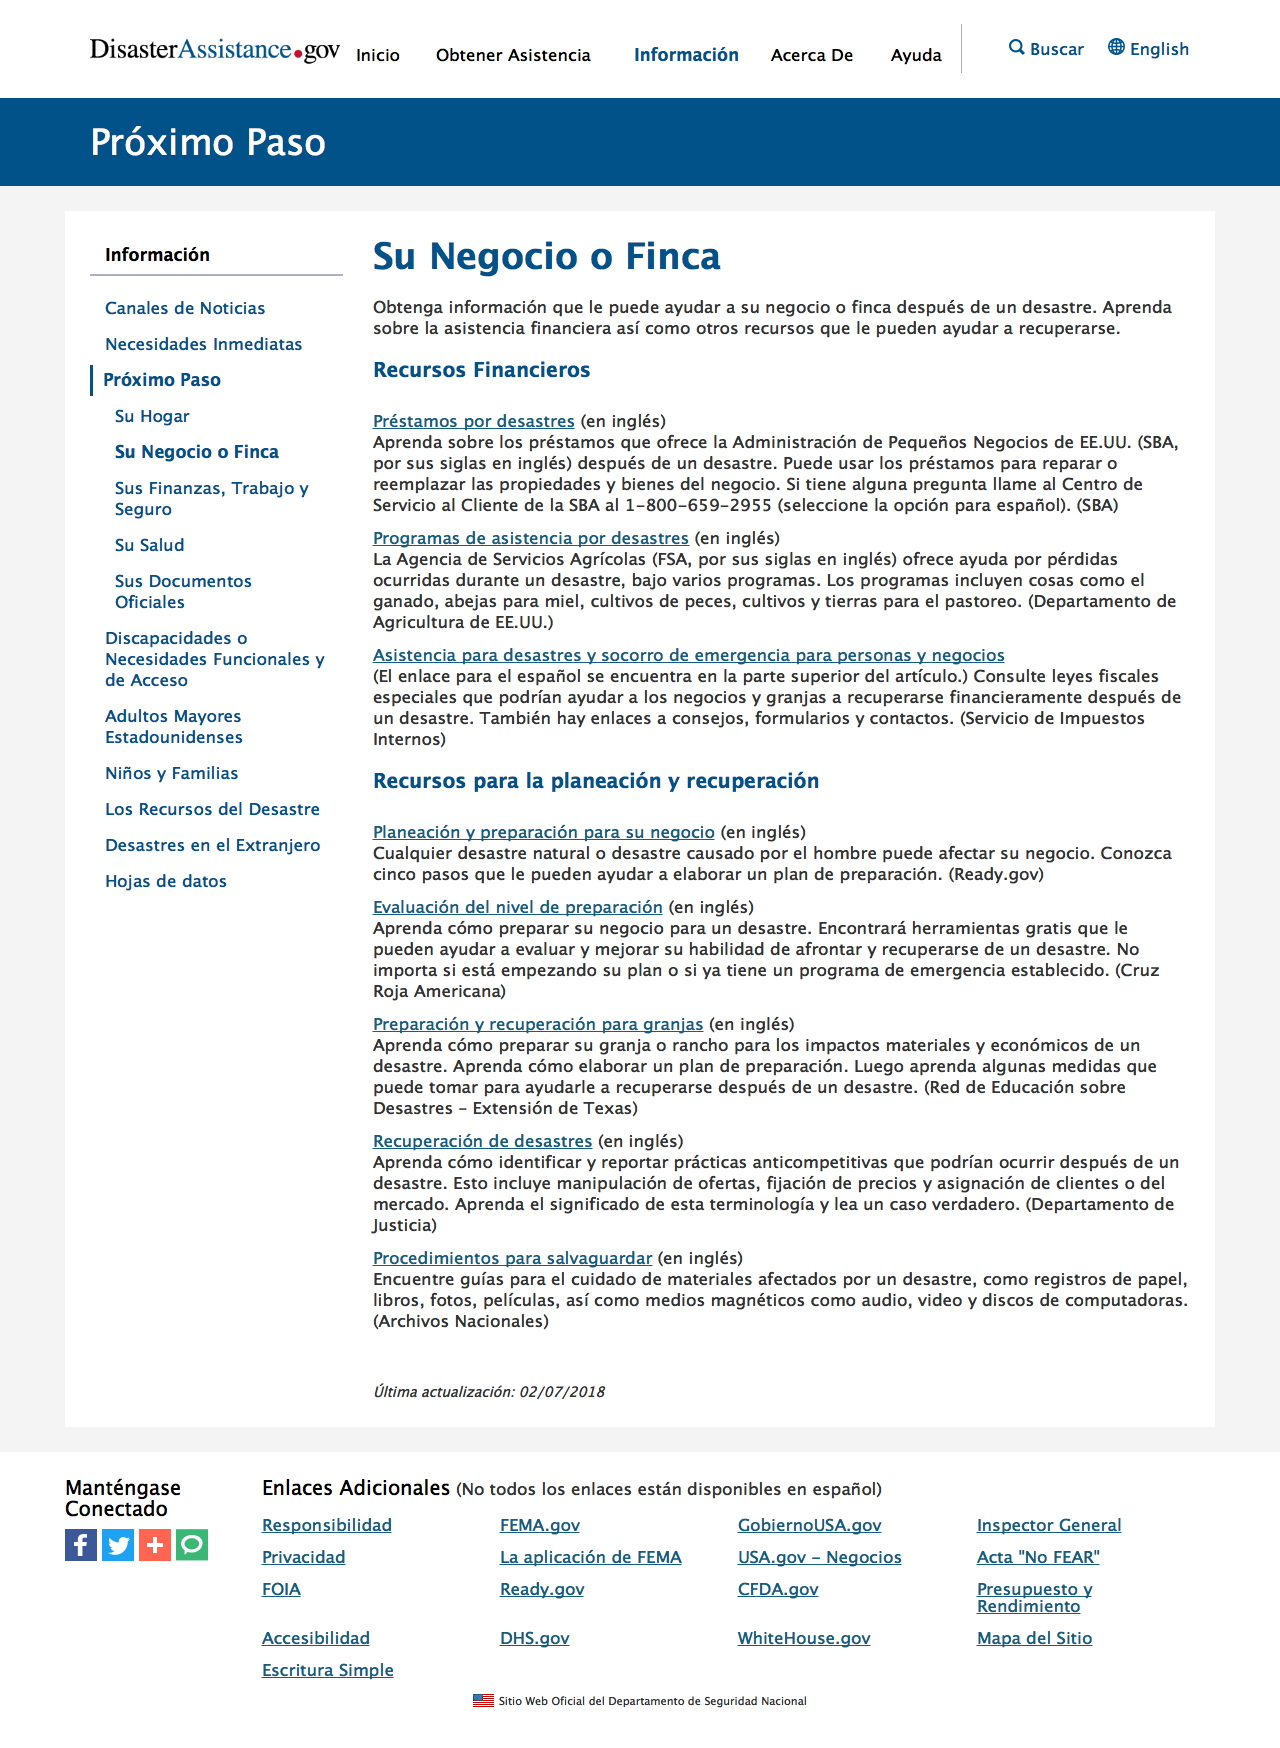 DisasterAssistance.gov
Inicio
Obtener Asistencia
Información
Acerca De
Ayuda
Buscar
English
Próximo Paso
Información
Canales de Noticias
Necesidades Inmediatas
Próximo Paso
Su Hogar
Su Negocio o Finca
Sus Finanzas, Trabajo y
Seguro
Su Salud
Sus Documentos
Oficiales
Discapacidades o
Necesidades Funcionales y
de Acceso
Adultos Mayores
Estadounidenses
Niños y Familias
Los Recursos del Desastre
Desastres en el Extranjero
Hojas de datos
Su Negocio o Finca
Obtenga información que le puede ayudar a su negocio o finca después de un desastre. Aprenda
sobre la asistencia financiera así como otros recursos que le pueden ayudar a recuperarse.
Recursos Financieros
Préstamos por desastres (en inglés)
Aprenda sobre los préstamos que ofrece la Administración de Pequeños Negocios de EE.UU. (SBA,
por sus siglas en inglés) después de un desastre. Puede usar los préstamos para reparar o
reemplazar las propiedades y bienes del negocio. Si tiene alguna pregunta llame al Centro de
Servicio al Cliente de la SBA al 1-800-659-2955 (seleccione la opción para español). (SBA)
Programas de asistencia por desastres (en inglés)
La Agencia de Servicios Agrícolas (FSA, por sus siglas en inglés) ofrece ayuda por pérdidas
ocurridas durante un desastre, bajo varios programas. Los programas incluyen cosas como el
ganado, abejas para miel, cultivos de peces, cultivos y tierras para el pastoreo. (Departamento de
Agricultura de EE.UU.)
Asistencia para desastres y socorro de emergencia para personas y negocios
(El enlace para el español se encuentra en la parte superior del artículo.) Consulte leyes fiscales
especiales que podrían ayudar a los negocios y granjas a recuperarse financieramente después de
un desastre. También hay enlaces a consejos, formularios y contactos. (Servicio de Impuestos
Internos)
Recursos para la planeación y recuperación
Planeación y preparación para su negocio (en inglés)
Cualquier desastre natural o desastre causado por el hombre puede afectar su negocio. Conozca
cinco pasos que le pueden ayudar a elaborar un plan de preparación. (Ready.gov)
Evaluación del nivel de preparación (en inglés)
Aprenda cómo preparar su negocio para un desastre. Encontrará herramientas gratis que le
pueden ayudar a evaluar y mejorar su habilidad de afrontar y recuperarse de un desastre. No
importa si está empezando su plan o si ya tiene un programa de emergencia establecido. (Cruz
Roja Americana)
Preparación y recuperación para granjas (en inglés)
Aprenda cómo preparar su granja o rancho para los impactos materiales y económicos de un
desastre. Aprenda cómo elaborar un plan de preparación. Luego aprenda algunas medidas que
puede tomar para ayudarle a recuperarse después de un desastre. (Red de Educación sobre
Desastres - Extensión de Texas)
Recuperación de desastres (en inglés)
Aprenda cómo identificar y reportar prácticas anticompetitivas que podrían ocurrir después de un
desastre. Esto incluye manipulación de ofertas, fijación de precios y asignación de clientes o del
mercado. Aprenda el significado de esta terminología y lea un caso verdadero. (Departamento de
Justicia)
Procedimientos para salvaguardar (en inglés)
Encuentre guías para el cuidado de materiales afectados por un desastre, como registros de papel,
libros, fotos, películas, así como medios magnéticos como audio, video y discos de computadoras.
(Archivos Nacionales)
Última actualización: 02/07/2018
Manténgase
Conectado
Enlaces Adicionales (No todos los enlaces están disponibles en español)
Responsibilidad
FEMA.gov
GobiernoUSA.gov
Inspector General
Privacidad
La aplicación de FEMA
USA.gov - Negocios
Acta "No FEAR"
FOIA
Ready.gov
CFDA.gov
Presupuesto y
Rendimiento
Accesibilidad
DHS.gov
WhiteHouse.gov
Mapa del Sitio
Escritura Simple
Sitio Web Oficial del Departamento de Seguridad Nacional